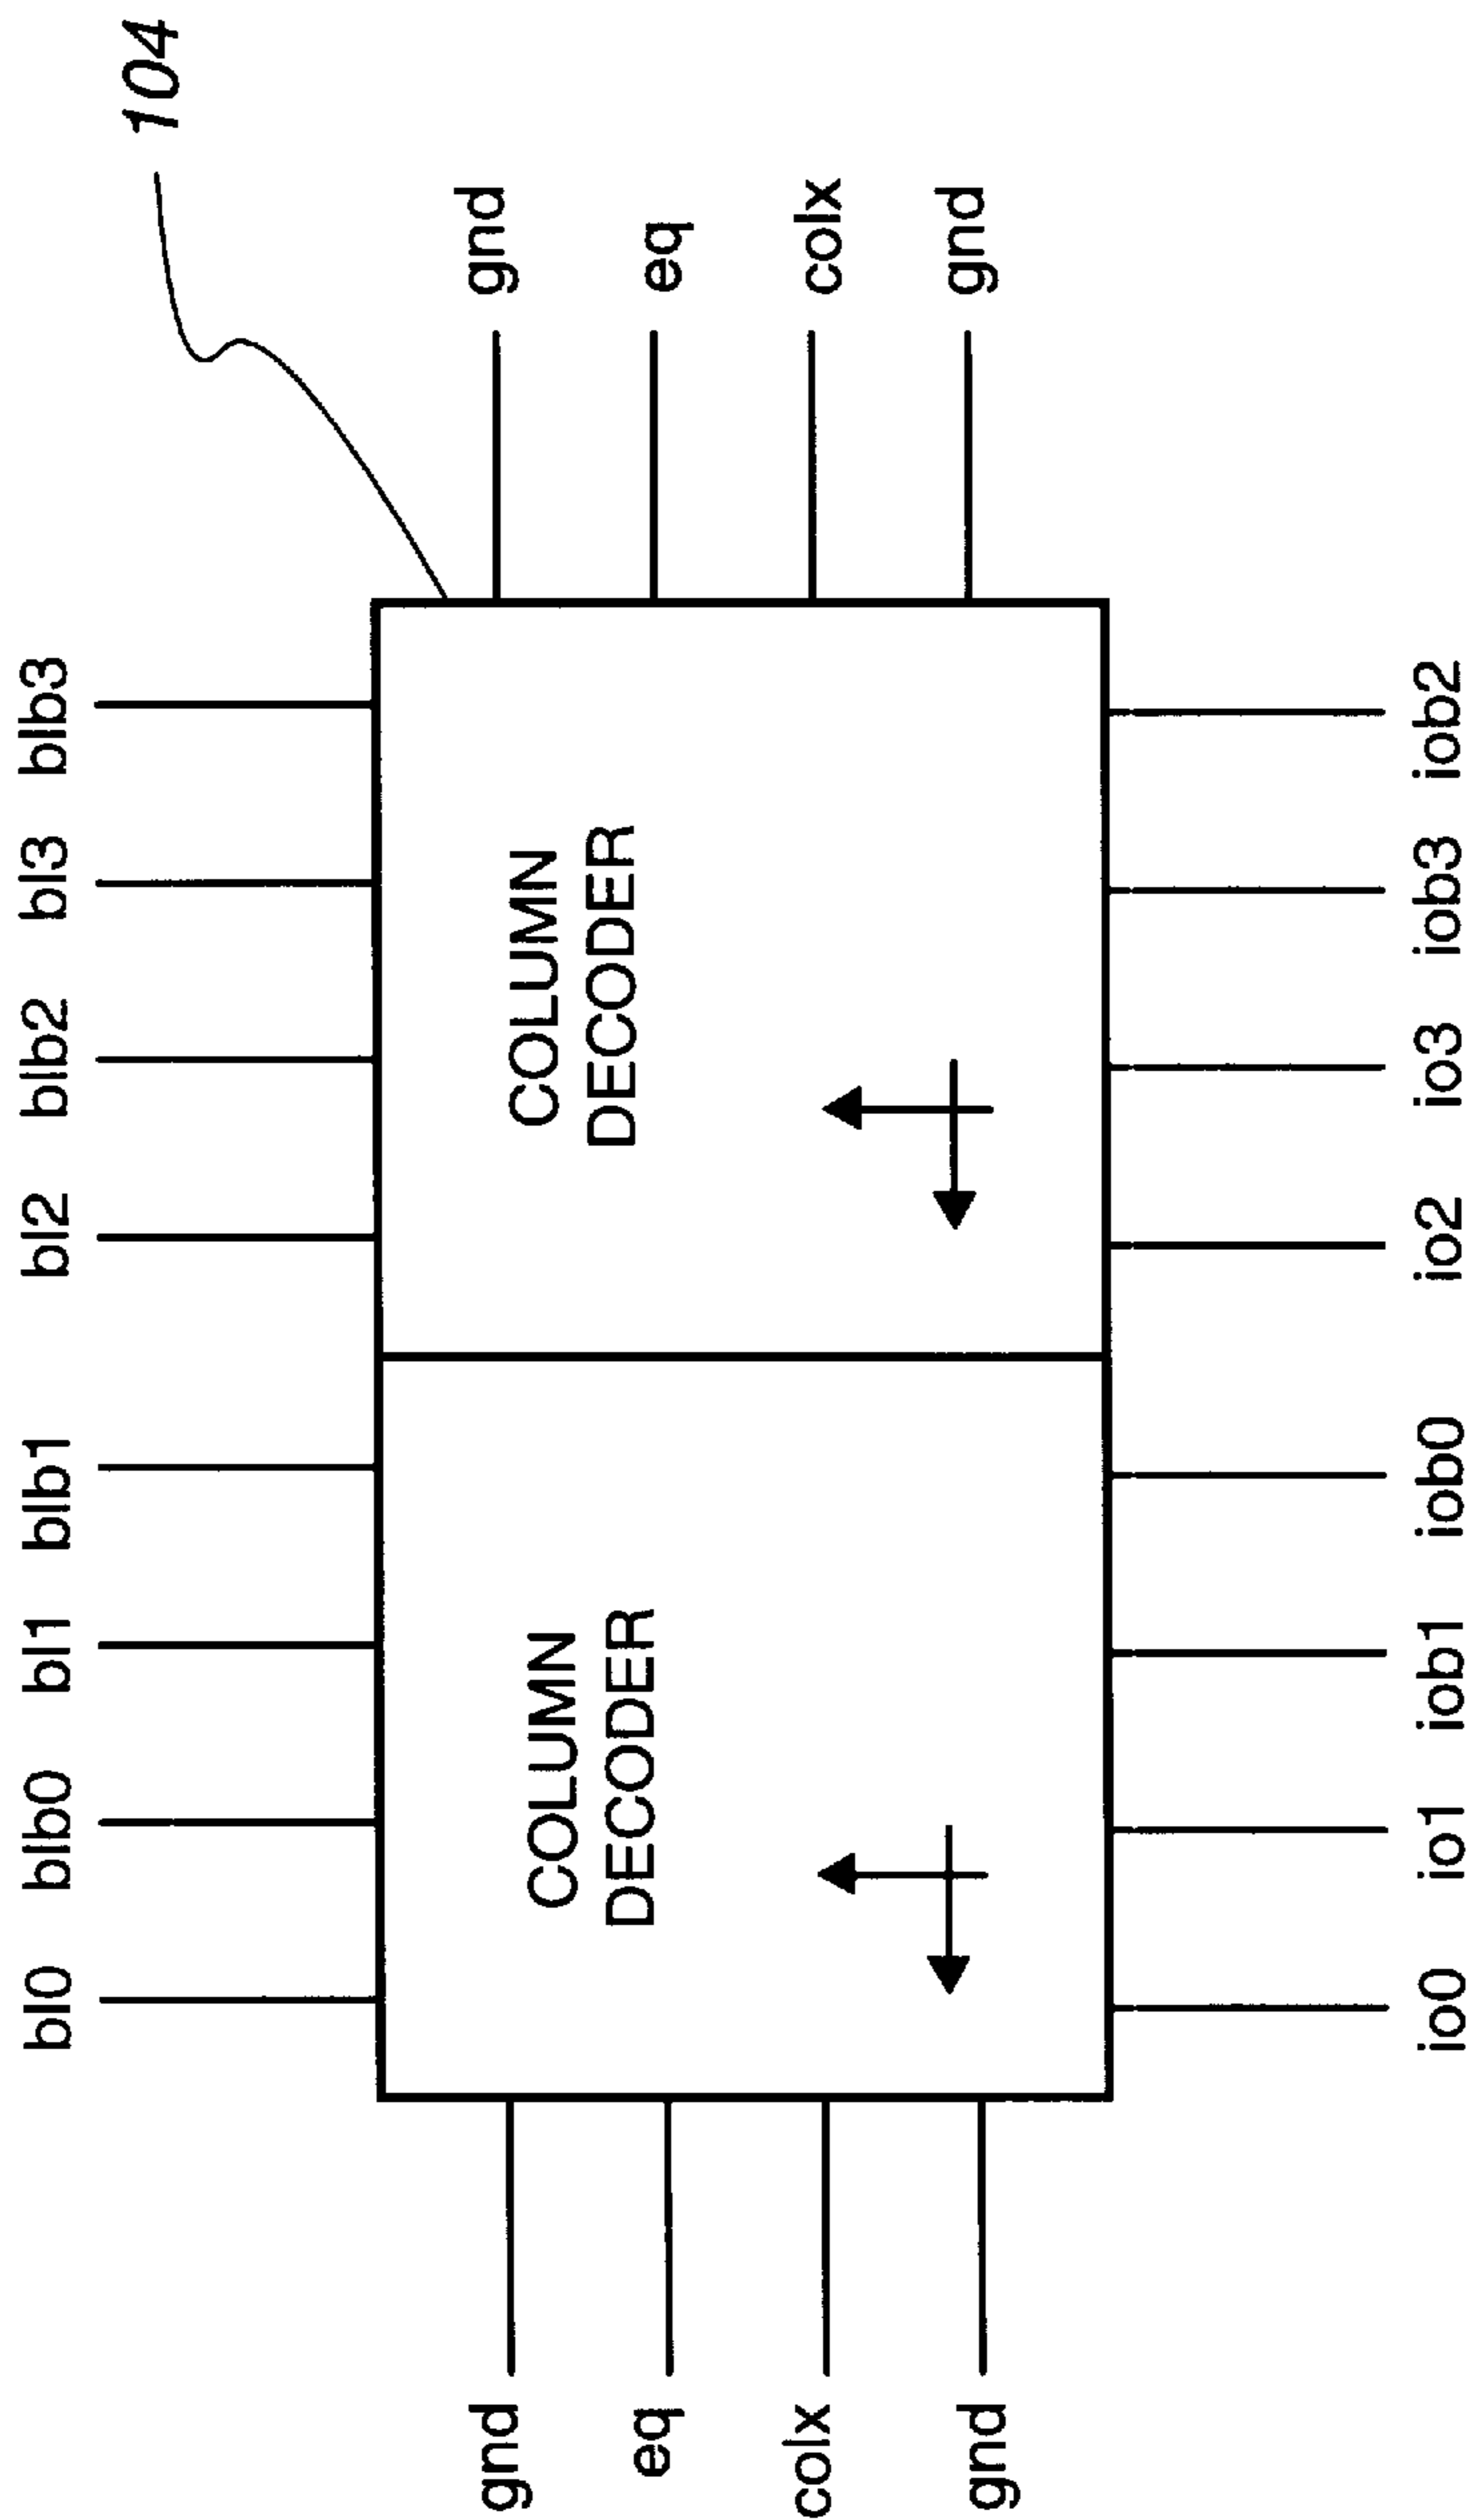 bl0 blb0 bl1 blb1 bl2 blb2 bl3 blb3
104
gnd gnd
COLUMN COLUMN
DECODER DECODER
eq eq
colx colx
gnd gnd
io0 io1 iob1 iob0 io2 io3 iob3 iob2